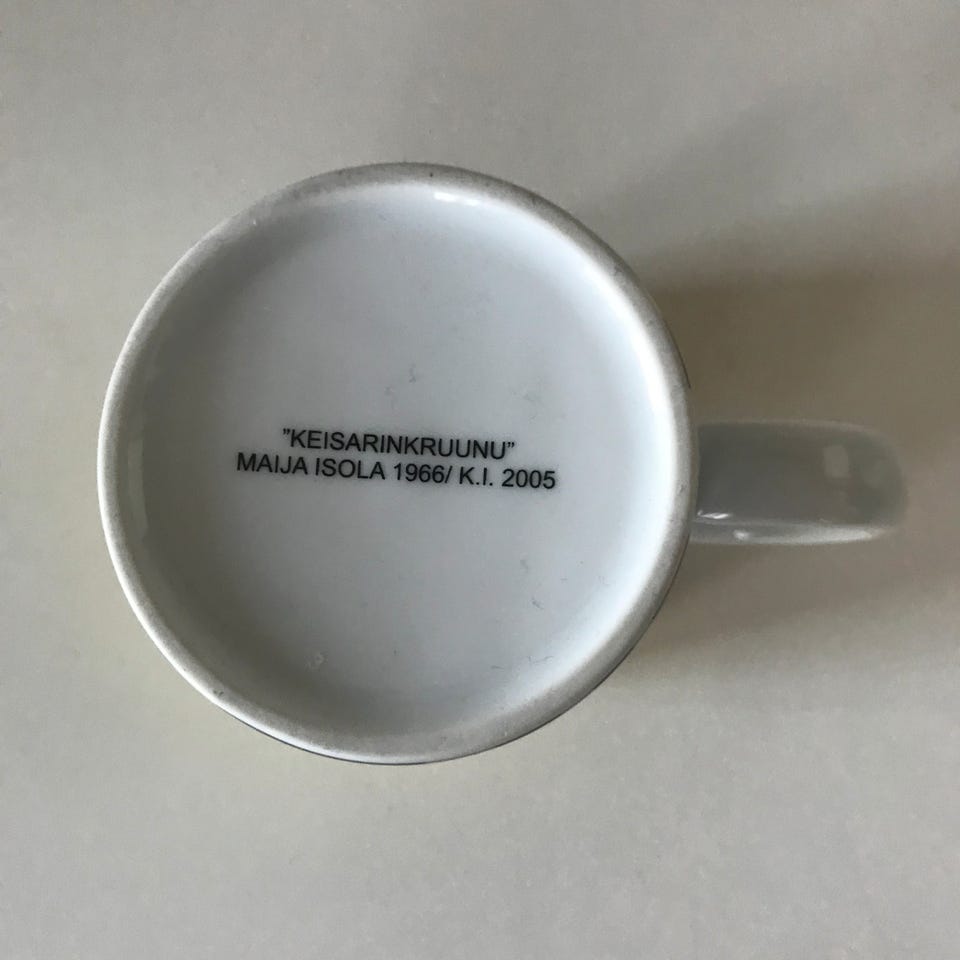 ”KEISARINKRUUNU”
MAIJA ISOLA 1966/ K.I. 2005